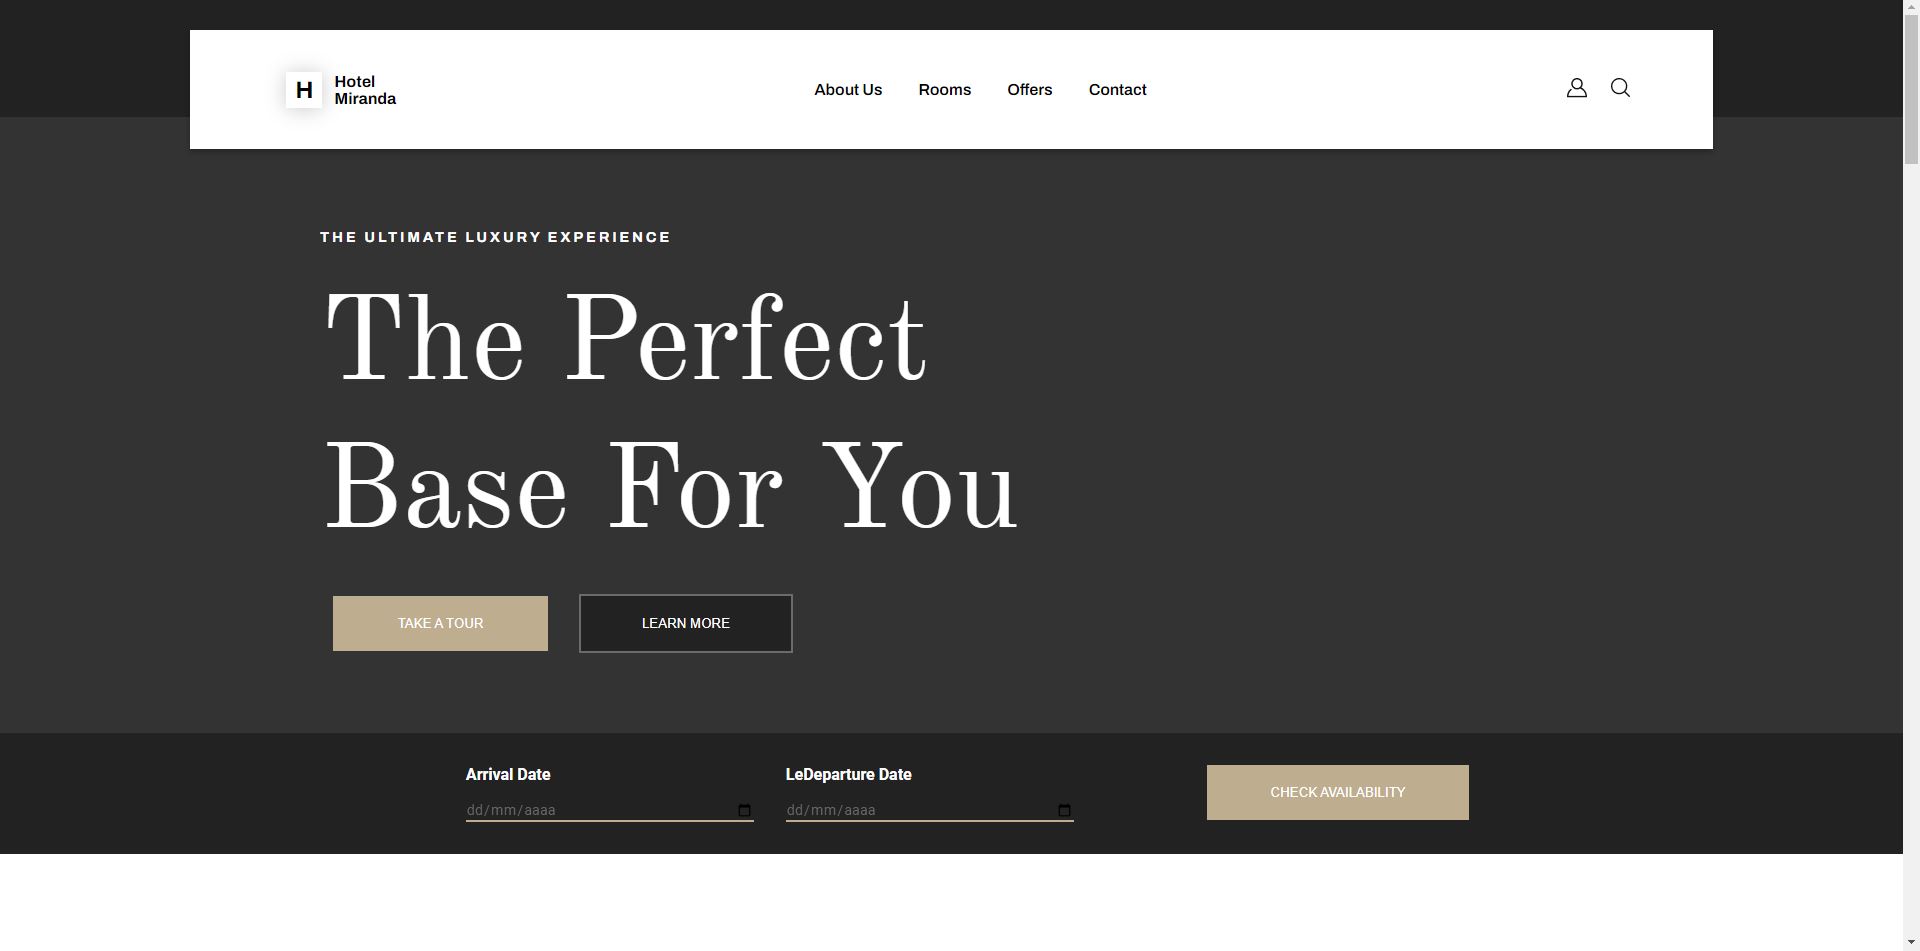 H
Hotel
Miranda
About Us
Rooms
Offers
Contact
THE ULTIMATE LUXURY EXPERIENCE
The Perfect
Base For You
TAKE A TOUR
LEARN MORE
Arrival Date
dd/mm/aaaa
LeDeparture Date
dd/mm/aaaa
CHECK AVAILABILITY